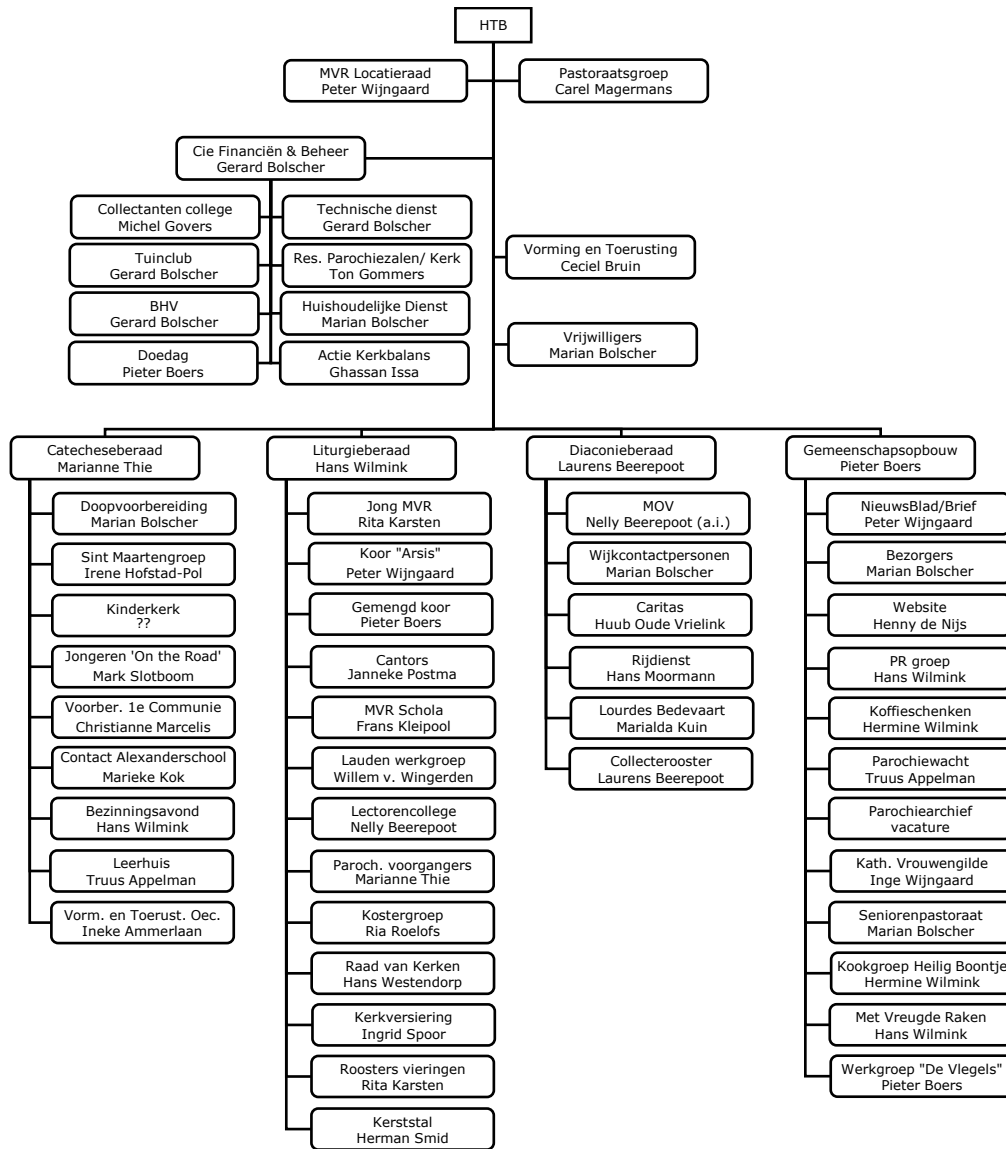 HTB
MVR Locatieraad
Peter Wijngaard
Pastoraatsgroep
Carel Magermans
Cie Financiën & Beheer
Gerard Bolscher
Collectanten college
Michel Govers
Technische dienst
Gerard Bolscher
Tuinclub
Gerard Bolscher
Res. Parochiezalen/ Kerk
Ton Gommers
BHV
Gerard Bolscher
Huishoudelijke Dienst
Marian Bolscher
Doedag
Pieter Boers
Actie Kerkbalans
Ghassan Issa
Vorming en Toerusting
Ceciel Bruin
Vrijwilligers
Marian Bolscher
Catecheseberaad
Marianne Thie
Doopvoorbereiding
Marian Bolscher
Sint Maartengroep
Irene Hofstad-Pol
Kinderkerk
??
Jongeren 'On the Road'
Mark Slotboom
Voorber. 1e Communie
Christianne Marcelis
Contact Alexanderschool
Marieke Kok
Bezinningsavond
Hans Wilmink
Leerhuis
Truus Appelman
Vorm. en Toerust. Oec.
Ineke Ammerlaan
Liturgieberaad
Hans Wilmink
Jong MVR
Rita Karsten
Koor "Arsis"
Peter Wijngaard
Gemengd koor
Pieter Boers
Cantors
Janneke Postma
MVR Schola
Frans Kleipool
Lauden werkgroep
Willem v. Wingerden
Lectorencollege
Nelly Beerepoot
Paroch. voorgangers
Marianne Thie
Kostergroep
Ria Roelofs
Raad van Kerken
Hans Westendorp
Kerkversiering
Ingrid Spoor
Roosters vieringen
Rita Karsten
Kerststal
Herman Smid
Diaconieberaad
Laurens Beerepoot
MOV
Nelly Beerepoot (a.i.)
Wijkcontactpersonen
Marian Bolscher
Caritas
Huub Oude Vrielink
Rijdienst
Hans Moormann
Lourdes Bedevaart
Marialda Kuin
Collecterooster
Laurens Beerepoot
Gemeenschapsopbouw
Pieter Boers
NieuwsBlad/Brief
Peter Wijngaard
Bezorgers
Marian Bolscher
Website
Henny de Nijs
PR groep
Hans Wilmink
Koffieschenken
Hermine Wilmink
Parochiewacht
Truus Appelman
Parochiearchief
vacature
Kath. Vrouwengilde
Inge Wijngaard
Seniorenpastoraat
Marian Bolscher
Kookgroep Heilig Boontje
Hermine Wilmink
Met Vreugde Raken
Hans Wilmink
Werkgroep "De Vlegels"
Pieter Boers